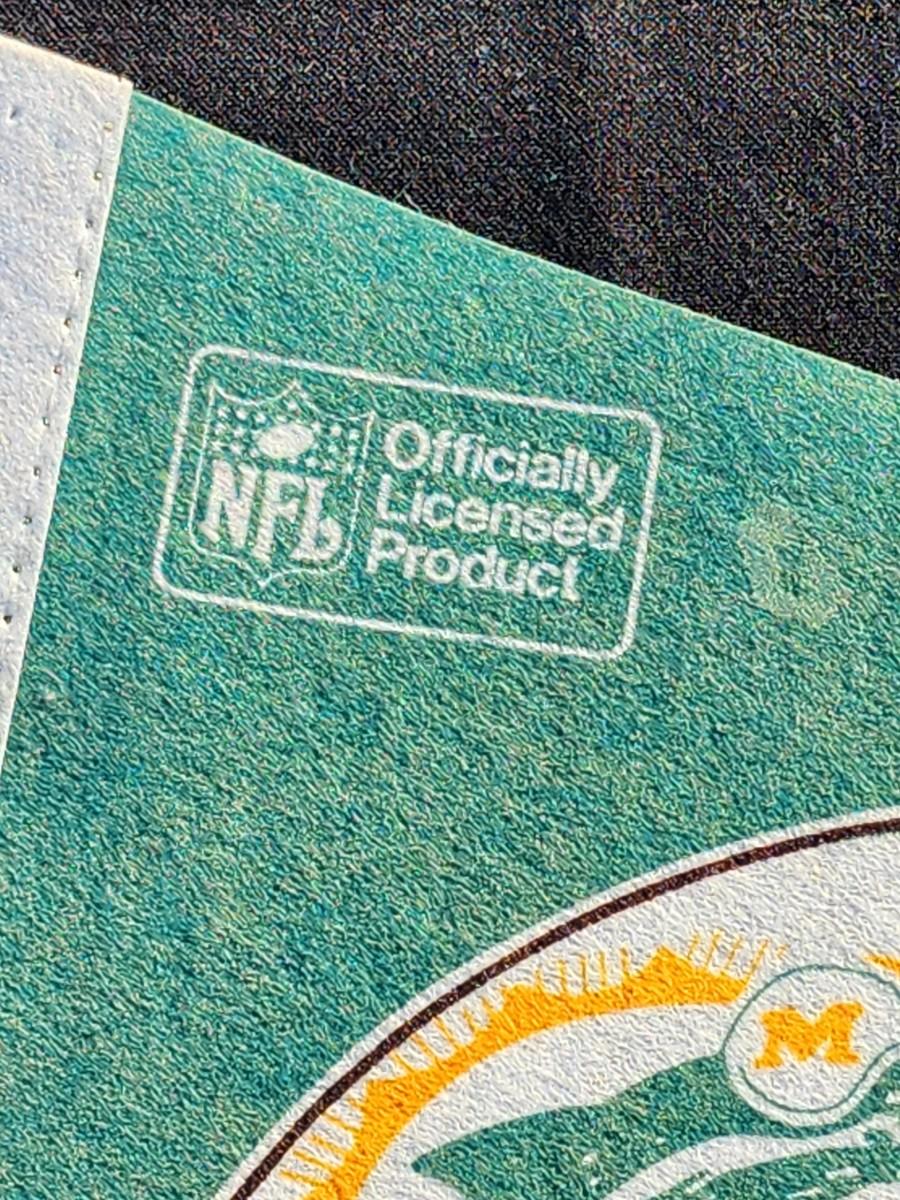 NFL
Officially
Licensed
Product
M